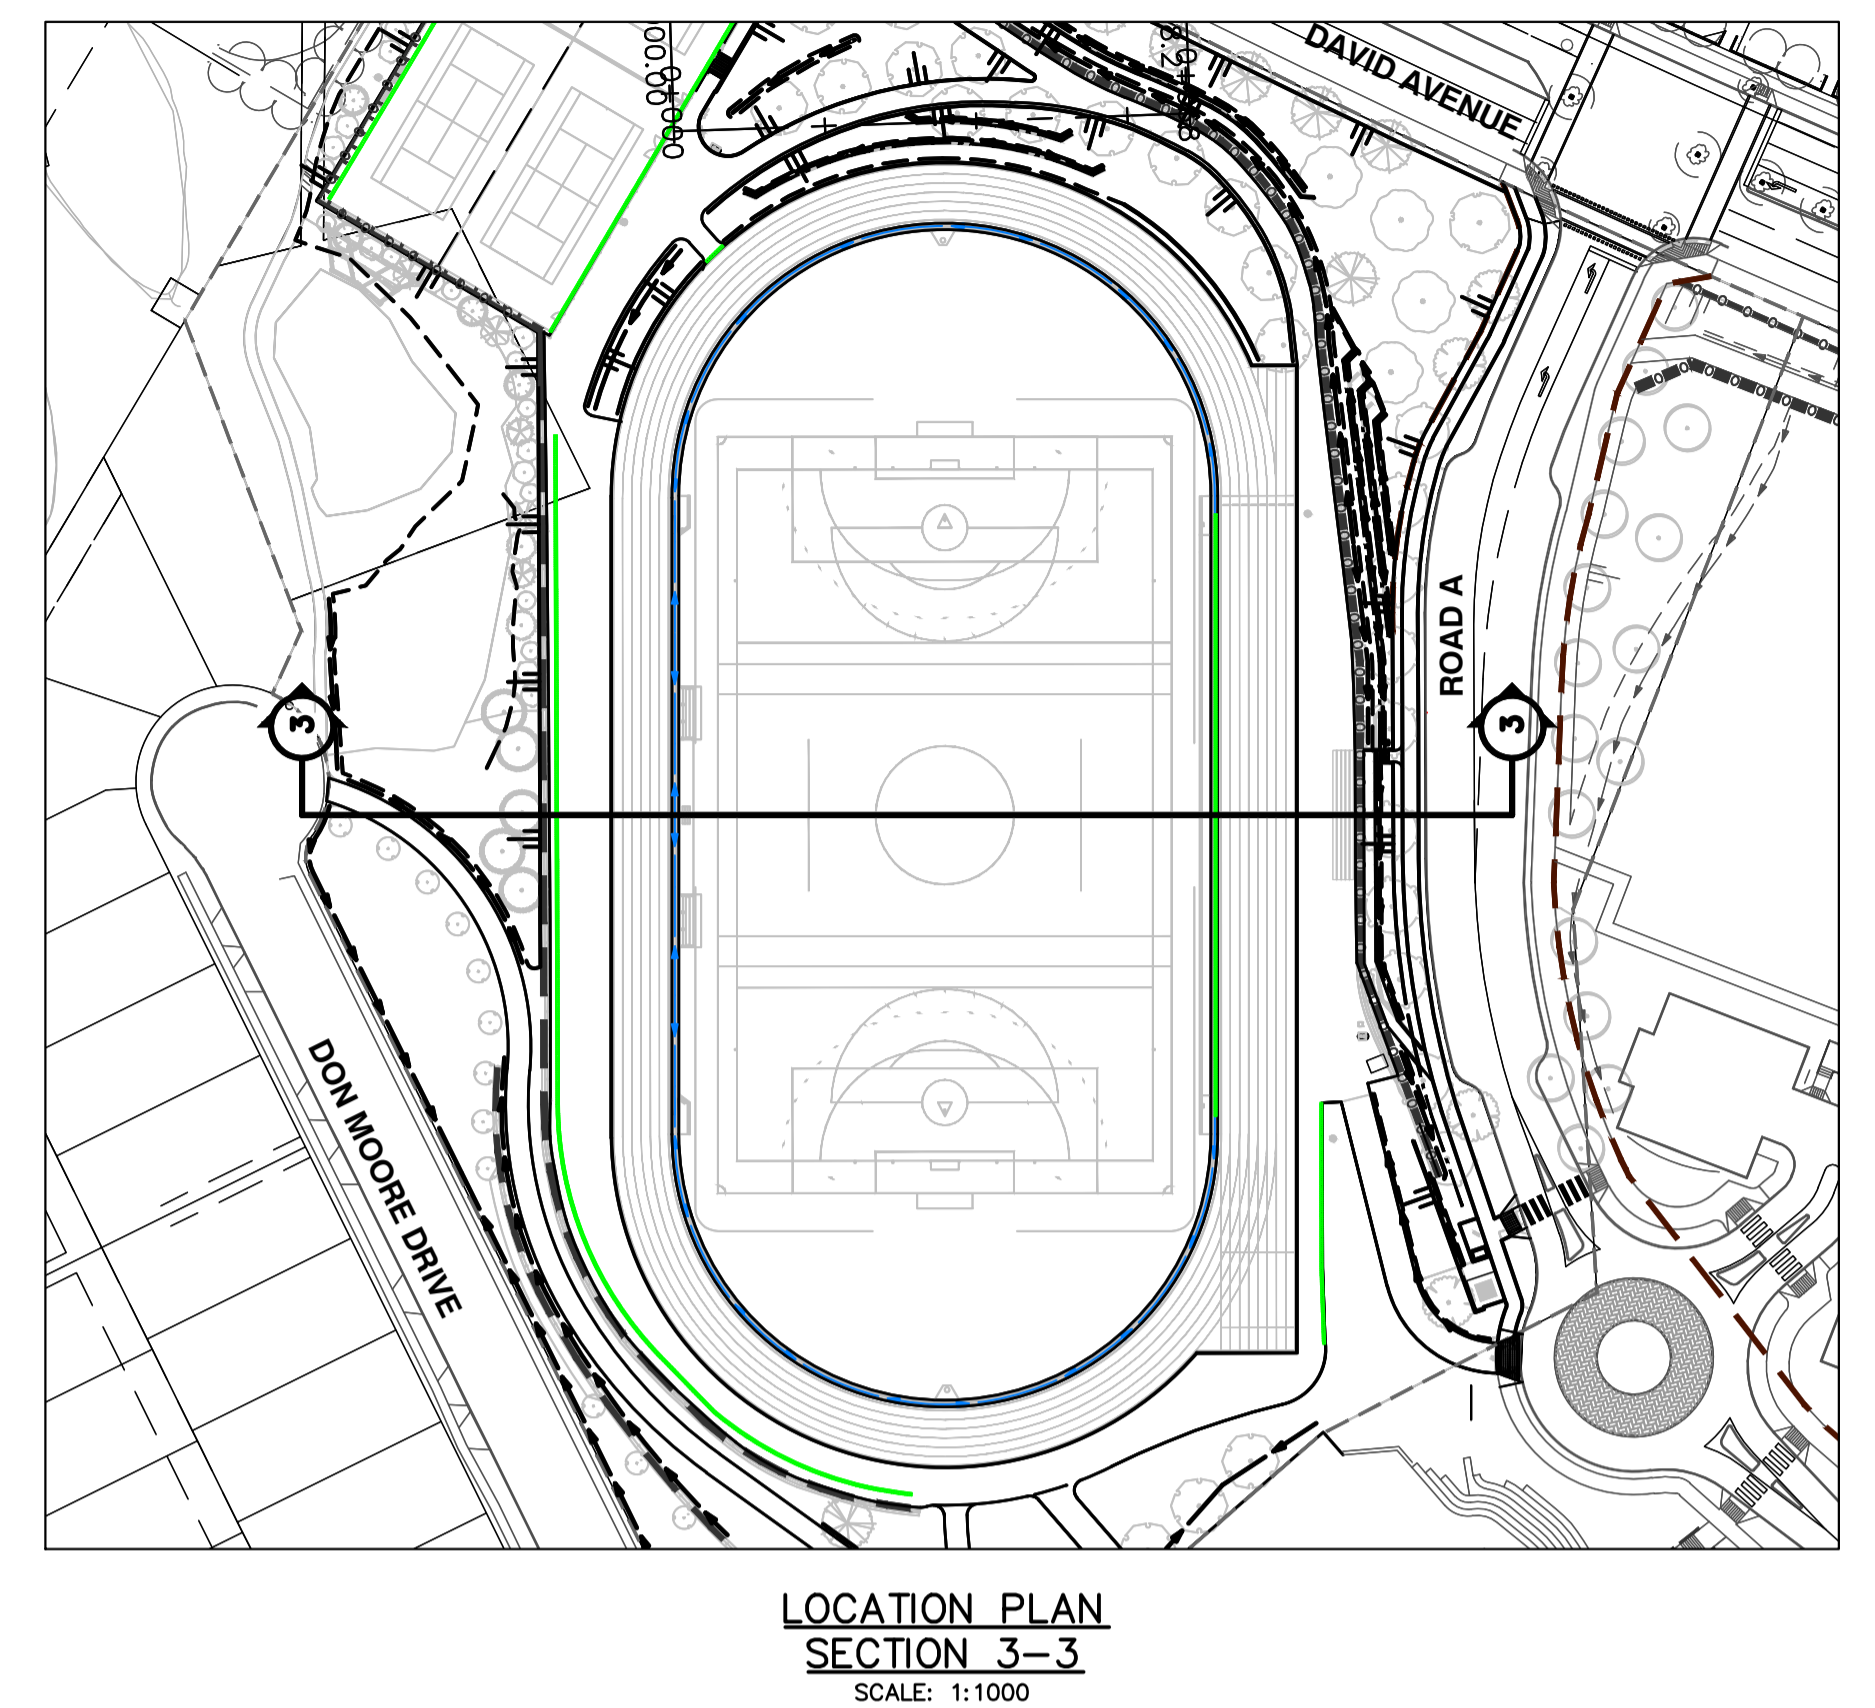 DAVID AVENUE
ROAD A
3
3
DON MOORE DRIVE
LOCATION PLAN
SECTION 3-3
SCALE: 1:1000